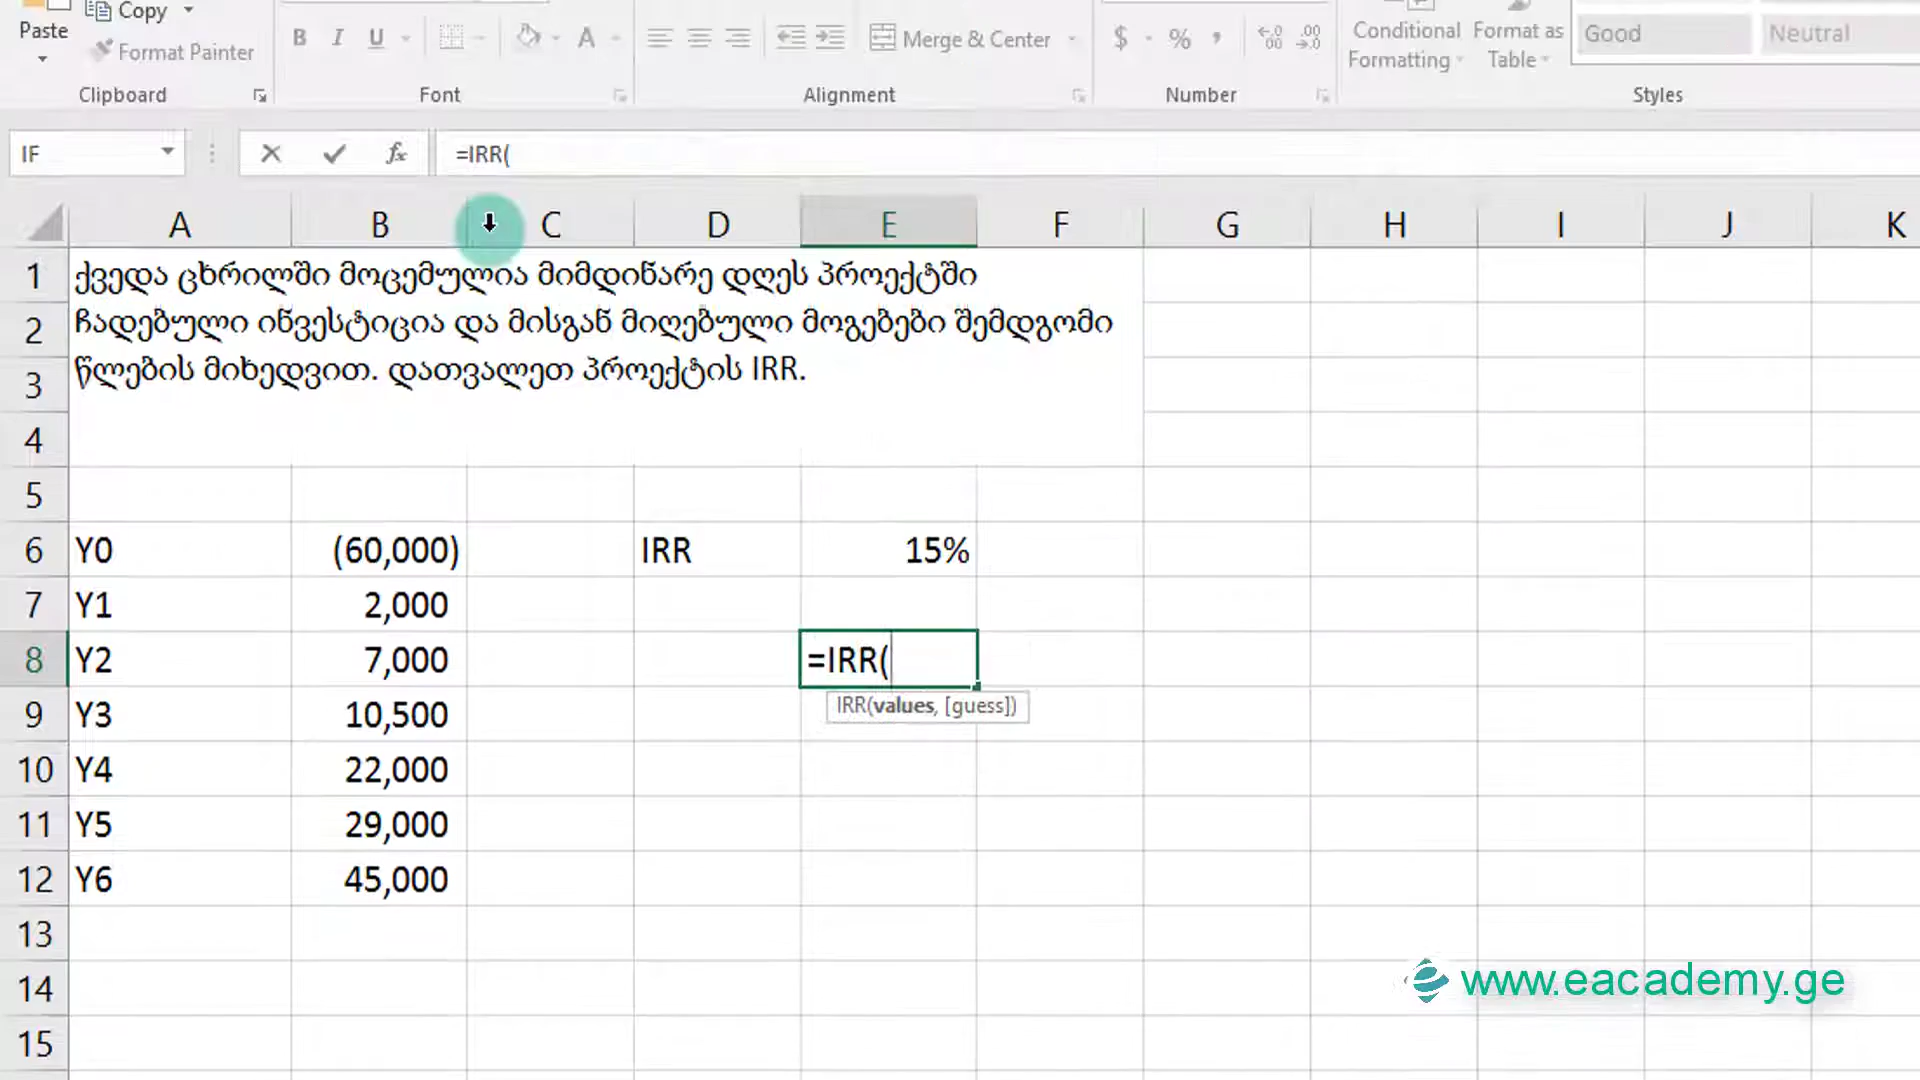 Paste
Copy
Format Painter
Clipboard
B I U A
Font
Merge & Center
Alignment
$ % ,
Number
Conditional Formatting
Format as Table
Good
Neutral
Styles
IF
fx
=IRR(
A B C D E F G H I J K
1 ქვედა ცხრილში მოცემულია მიმდინარე დღეს პროექტში
2 ჩადებული ინვესტიცია და მისგან მიღებული მოგებები შემდგომი
3 წლების მიხედვით. დათვალეთ პროექტის IRR.
4
5
6 Y0 (60,000) IRR 15%
7 Y1 2,000
8 Y2 7,000 =IRR(
IRR(values, [guess])
9 Y3 10,500
10 Y4 22,000
11 Y5 29,000
12 Y6 45,000
13
14
www.eacademy.ge
15